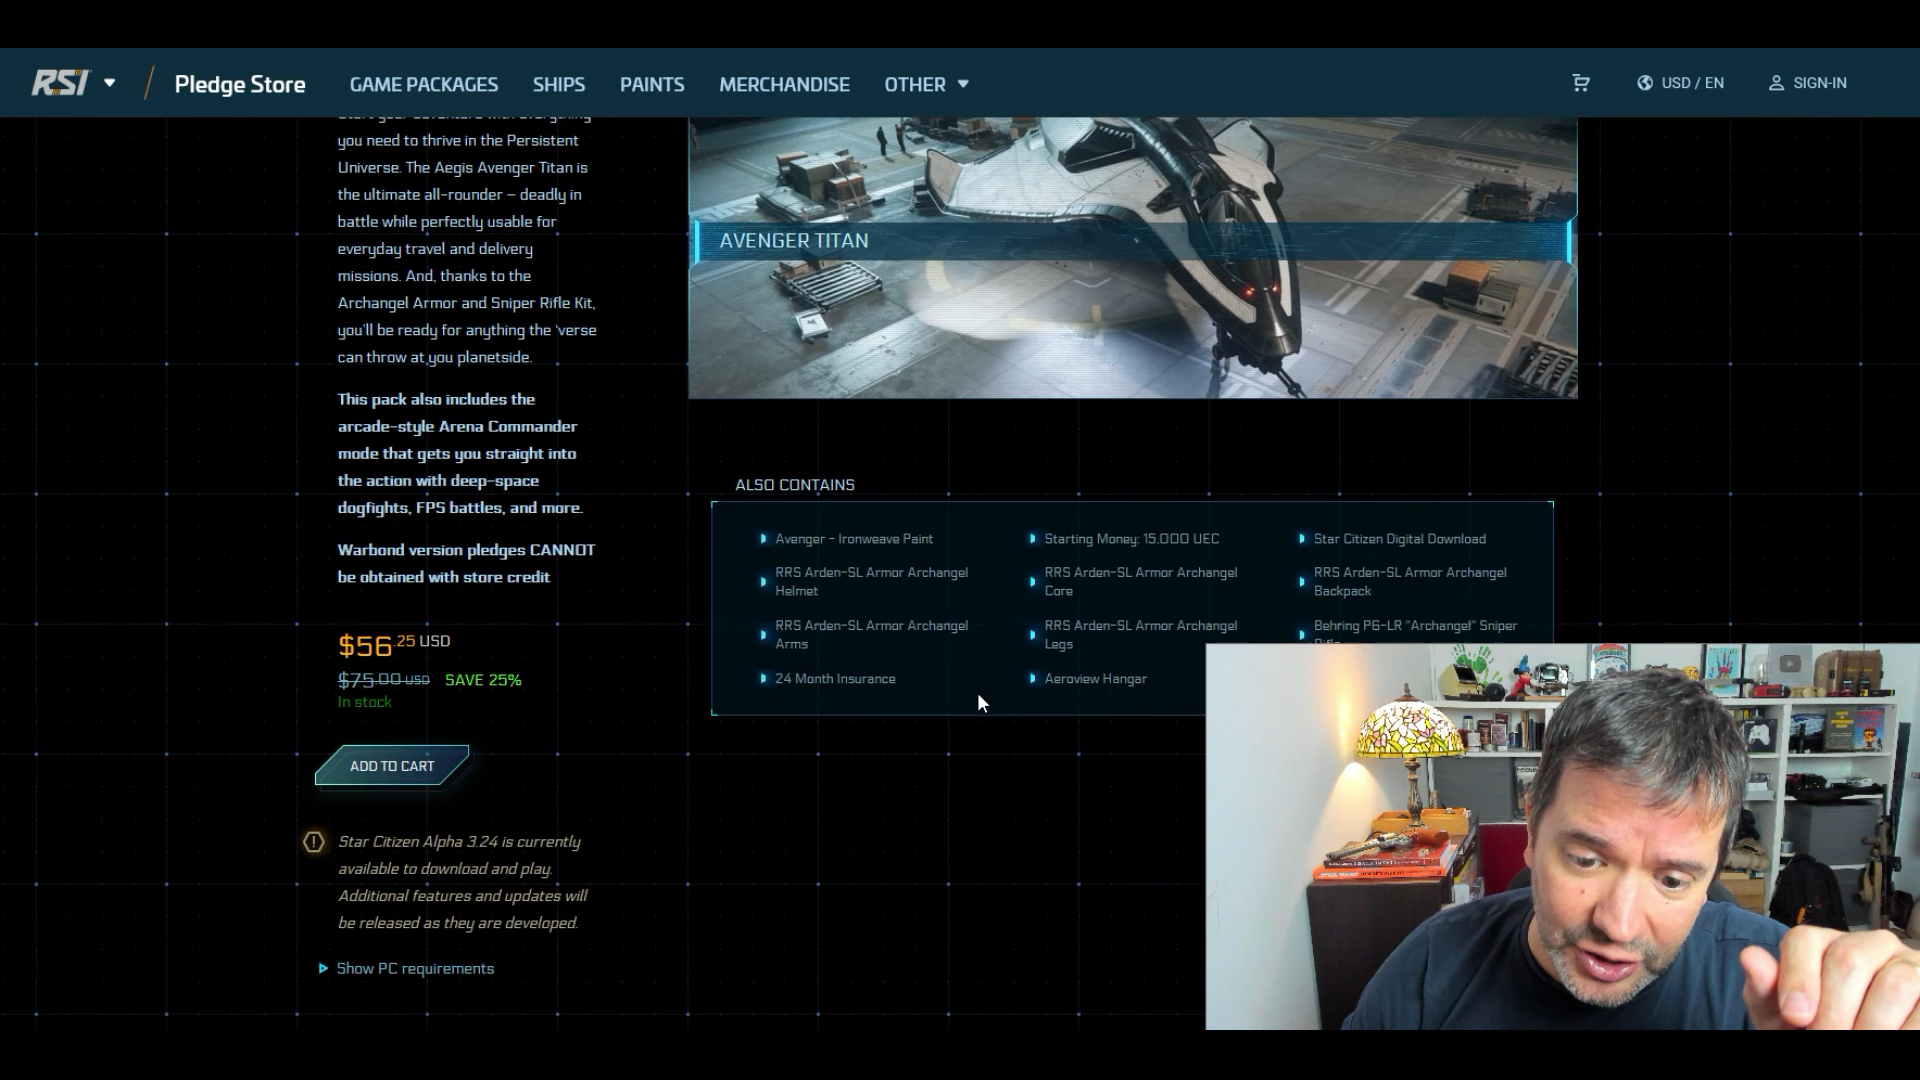 RSI
Pledge Store
GAME PACKAGES
SHIPS
PAINTS
MERCHANDISE
OTHER
USD / EN
SIGN-IN
you need to thrive in the Persistent
Universe. The Aegis Avenger Titan is
the ultimate all-rounder – deadly in
battle while perfectly usable for
everyday travel and delivery
missions. And, thanks to the
Archangel Armor and Sniper Rifle Kit,
you'll be ready for anything the 'verse
can throw at you planetside.
This pack also includes the
arcade-style Arena Commander
mode that gets you straight into
the action with deep-space
dogfights, FPS battles, and more.
Warbond version pledges CANNOT
be obtained with store credit
$56.25 USD
$75.00 USD SAVE 25%
In stock
ADD TO CART
Star Citizen Alpha 3.24 is currently
available to download and play.
Additional features and updates will
be released as they are developed.
Show PC requirements
AVENGER TITAN
ALSO CONTAINS
Avenger - Ironweave Paint
Starting Money: 15,000 UEC
Star Citizen Digital Download
RRS Arden-SL Armor Archangel
Helmet
RRS Arden-SL Armor Archangel
Core
RRS Arden-SL Armor Archangel
Backpack
RRS Arden-SL Armor Archangel
Arms
RRS Arden-SL Armor Archangel
Legs
Behring P6-LR "Archangel" Sniper
24 Month Insurance
Aeroview Hangar